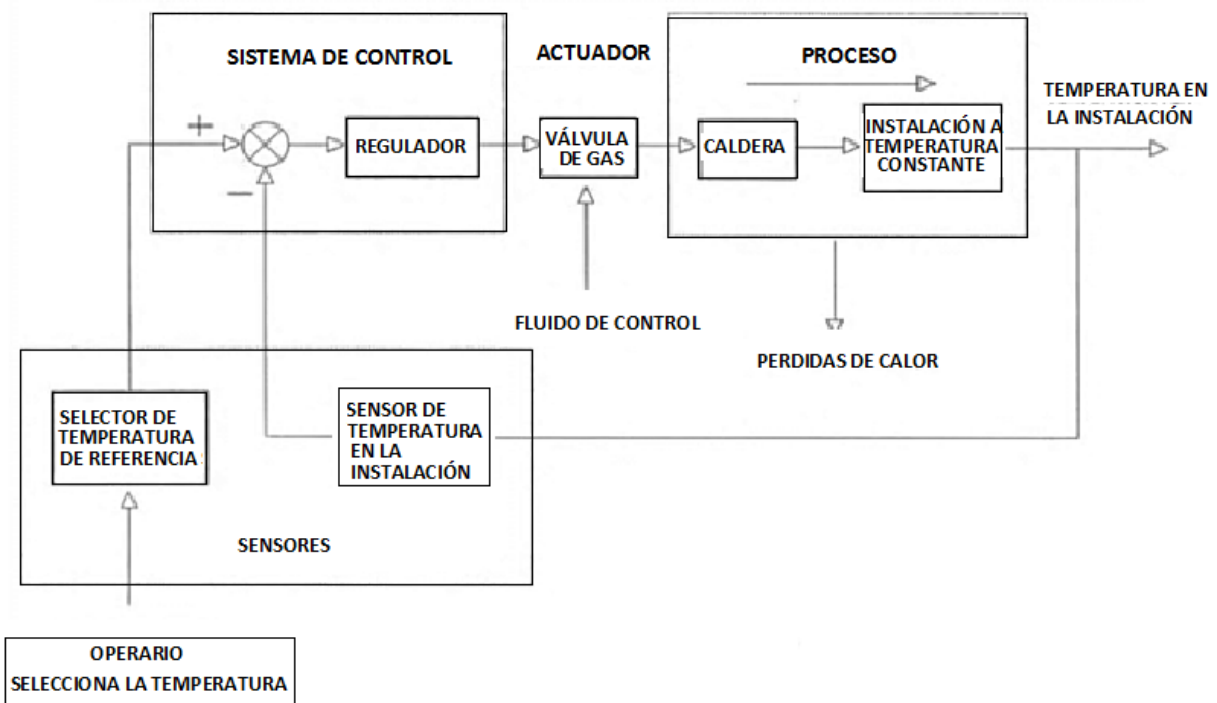 SISTEMA DE CONTROL
ACTUADOR
PROCESO
TEMPERATURA EN
LA INSTALACIÓN
+
−
REGULADOR
VÁLVULA
DE GAS
CALDERA
INSTALACIÓN A
TEMPERATURA
CONSTANTE
FLUIDO DE CONTROL
PERDIDAS DE CALOR
SELECTOR DE
TEMPERATURA
DE REFERENCIA
SENSOR DE
TEMPERATURA
EN LA
INSTALACIÓN
SENSORES
OPERARIO
SELECCIONA LA TEMPERATURA